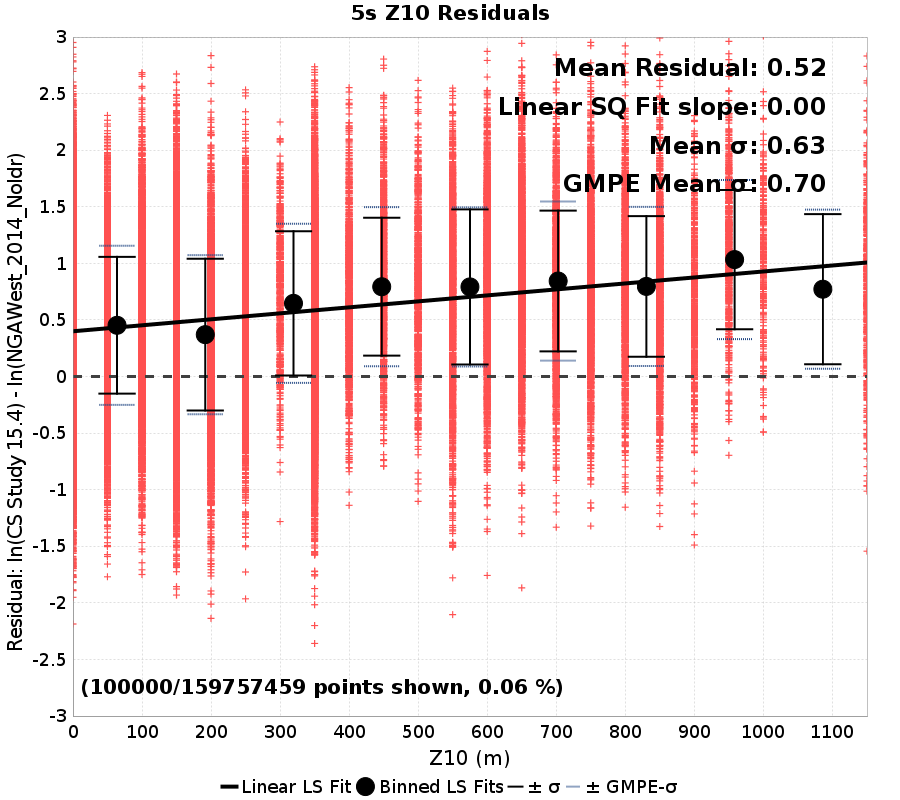 5s Z10 Residuals
Mean Residual: 0.52
Linear SQ Fit slope: 0.00
Mean σ: 0.63
GMPE Mean σ: 0.70
Residual: ln(CS Study 15.4) - ln(NGAWest_2014_NoIdr)
3
2.5
2
1.5
1
0.5
0
-0.5
-1
-1.5
-2
-2.5
-3
(100000/159757459 points shown, 0.06 %)
0 100 200 300 400 500 600 700 800 900 1000 1100
Z10 (m)
Linear LS Fit Binned LS Fits ± σ ± GMPE-σ